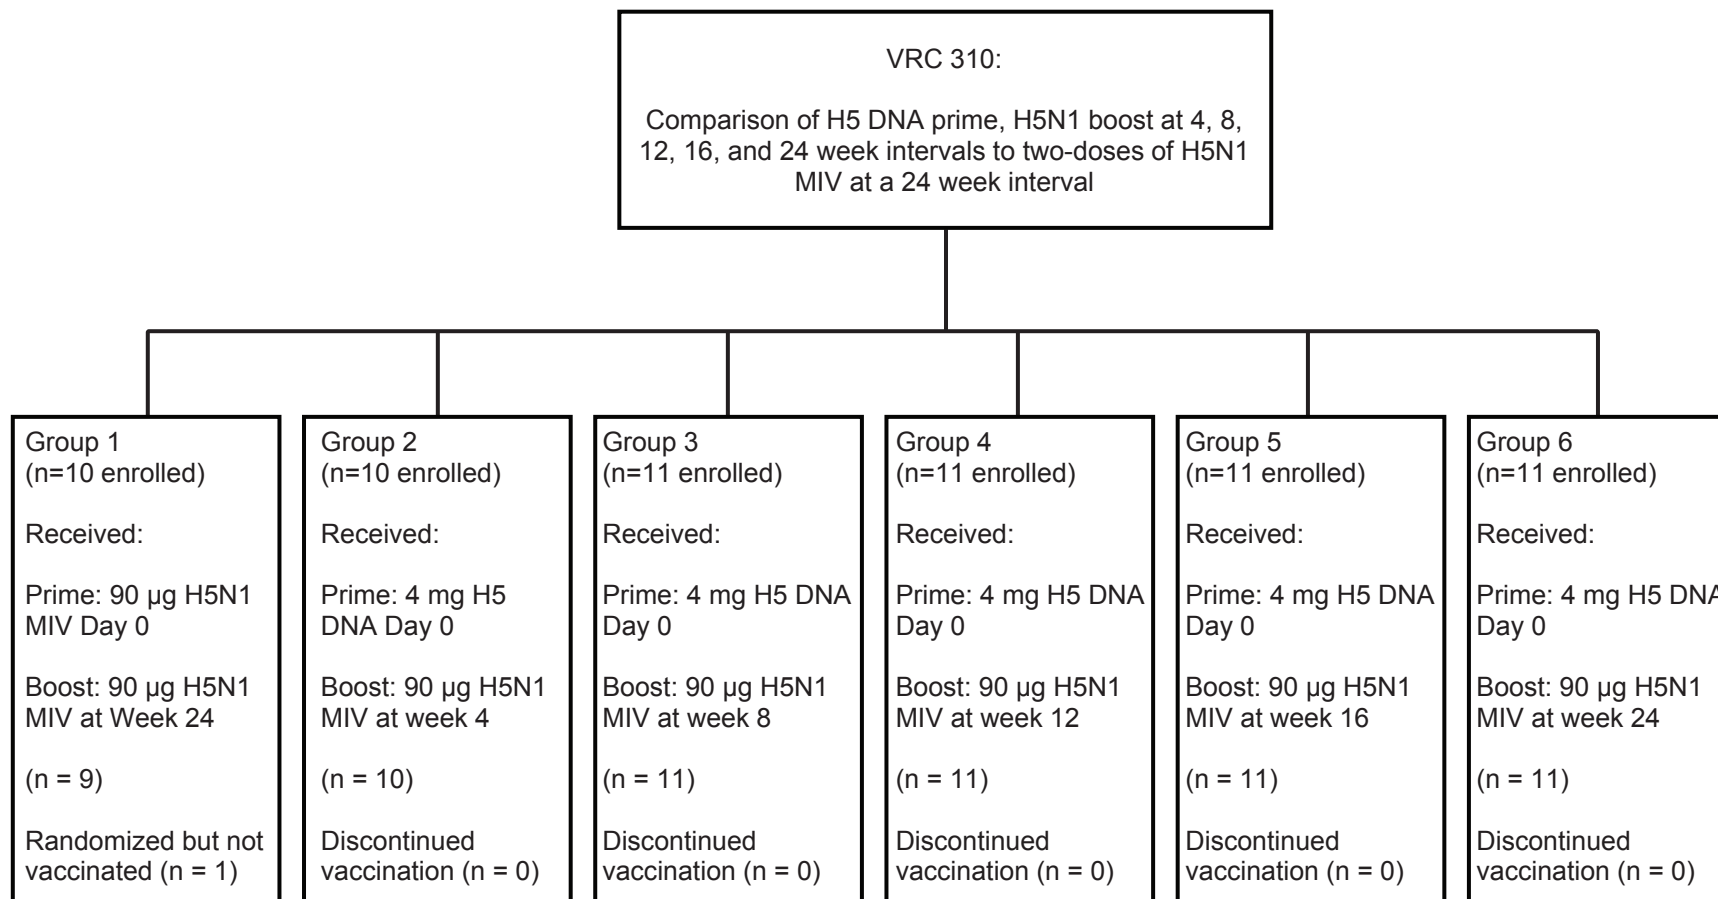 VRC 310:
Comparison of H5 DNA prime, H5N1 boost at 4, 8,
12, 16, and 24 week intervals to two-doses of H5N1
MIV at a 24 week interval
Group 1
(n=10 enrolled)
Received:
Prime: 90 µg H5N1
MIV Day 0
Boost: 90 µg H5N1
MIV at Week 24
(n = 9)
Randomized but not
vaccinated (n = 1)
Group 2
(n=10 enrolled)
Received:
Prime: 4 mg H5
DNA Day 0
Boost: 90 µg H5N1
MIV at week 4
(n = 10)
Discontinued
vaccination (n = 0)
Group 3
(n=11 enrolled)
Received:
Prime: 4 mg H5 DNA
Day 0
Boost: 90 µg H5N1
MIV at week 8
(n = 11)
Discontinued
vaccination (n = 0)
Group 4
(n=11 enrolled)
Received:
Prime: 4 mg H5 DNA
Day 0
Boost: 90 µg H5N1
MIV at week 12
(n = 11)
Discontinued
vaccination (n = 0)
Group 5
(n=11 enrolled)
Received:
Prime: 4 mg H5 DNA
Day 0
Boost: 90 µg H5N1
MIV at week 16
(n = 11)
Discontinued
vaccination (n = 0)
Group 6
(n=11 enrolled)
Received:
Prime: 4 mg H5 DNA
Day 0
Boost: 90 µg H5N1
MIV at week 24
(n = 11)
Discontinued
vaccination (n = 0)